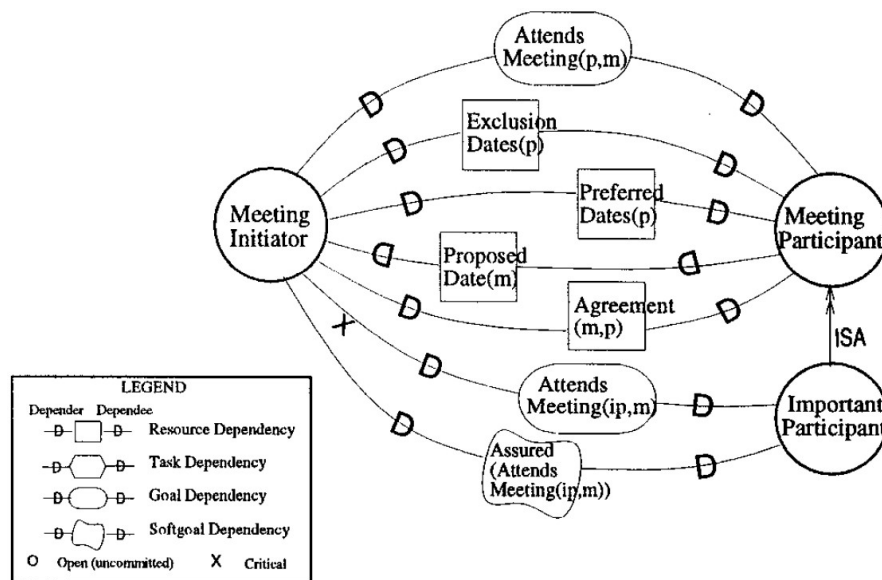 Attends
Meeting(p,m)
D
D
Exclusion
Dates(p)
D
D
Preferred
Dates(p)
D
D
Meeting
Initiator
Meeting
Participant
Proposed
Date(m)
D
D
Agreement
(m,p)
D
D
ISA
X
Attends
Meeting(ip,m)
D
D
Important
Participant
Assured
(Attends
Meeting(ip,m))
D
D
LEGEND
Depender Dependee
D D Resource Dependency
D D Task Dependency
D D Goal Dependency
D D Softgoal Dependency
O Open (uncommitted) X Critical